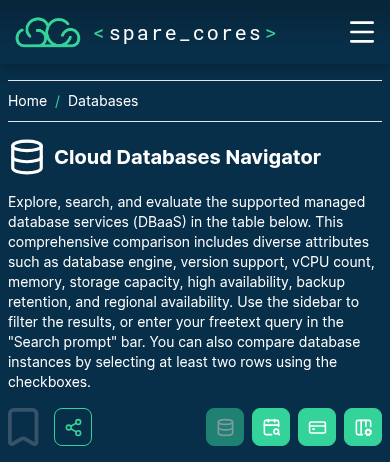 <spare_cores>
Home / Databases
Cloud Databases Navigator
Explore, search, and evaluate the supported managed
database services (DBaaS) in the table below. This
comprehensive comparison includes diverse attributes
such as database engine, version support, vCPU count,
memory, storage capacity, high availability, backup
retention, and regional availability. Use the sidebar to
filter the results, or enter your freetext query in the
"Search prompt" bar. You can also compare database
instances by selecting at least two rows using the
checkboxes.